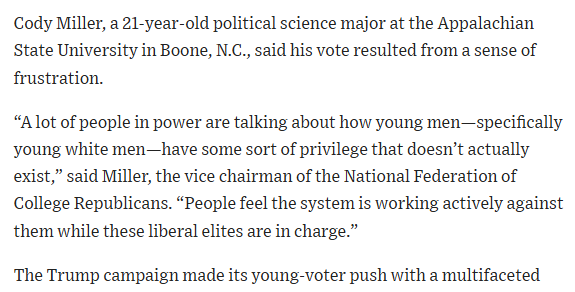 Cody Miller, a 21-year-old political science major at the Appalachian
State University in Boone, N.C., said his vote resulted from a sense of
frustration.
“A lot of people in power are talking about how young men—specifically
young white men—have some sort of privilege that doesn’t actually
exist,” said Miller, the vice chairman of the National Federation of
College Republicans. “People feel the system is working actively against
them while these liberal elites are in charge.”
The Trump campaign made its young-voter push with a multifaceted